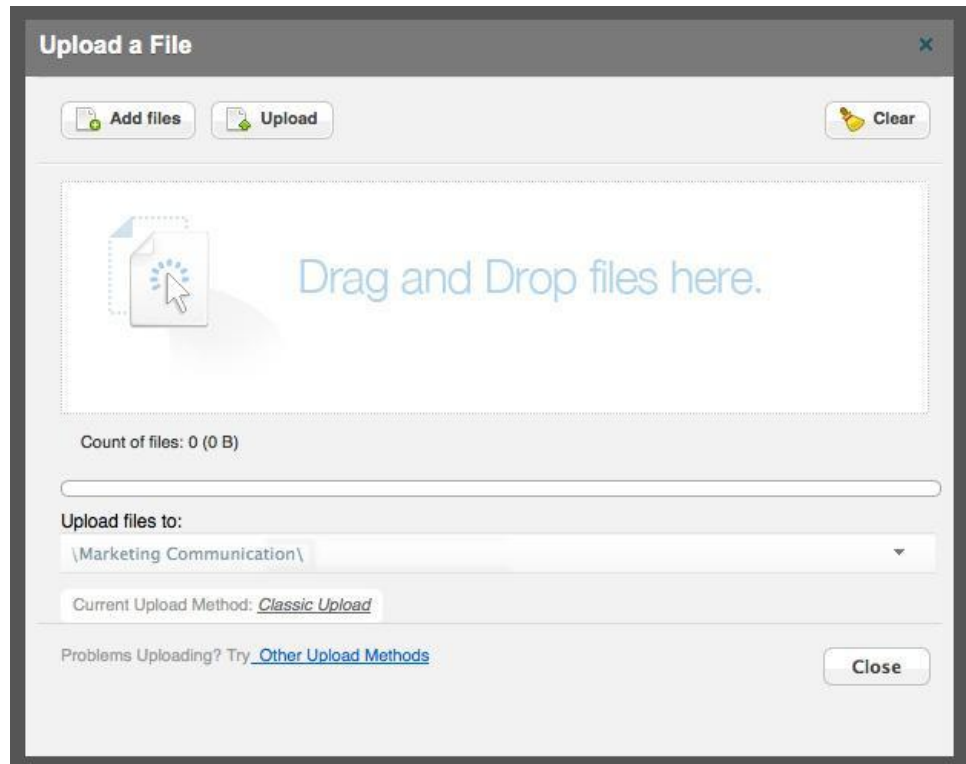 Upload a File
Add files Upload Clear
Drag and Drop files here.
Count of files: 0 (0 B)
Upload files to:
\Marketing Communication\
Current Upload Method: Classic Upload
Problems Uploading? Try Other Upload Methods
Close